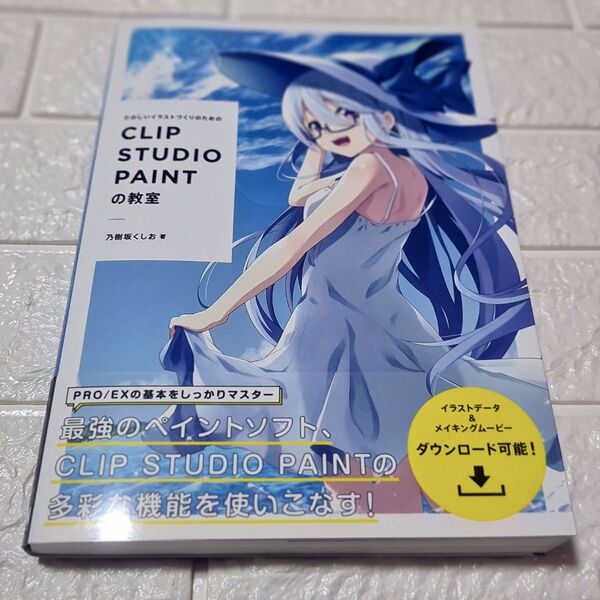 たのしいイラストづくりのための
CLIP
STUDIO
PAINT
の教室
乃樹坂くしお 著
PRO/EXの基本をしっかりマスター
最強のペイントソフト、
CLIP STUDIO PAINTの
多彩な機能を使いこなす!
イラストデータ
&
メイキングムービー
ダウンロード可能!